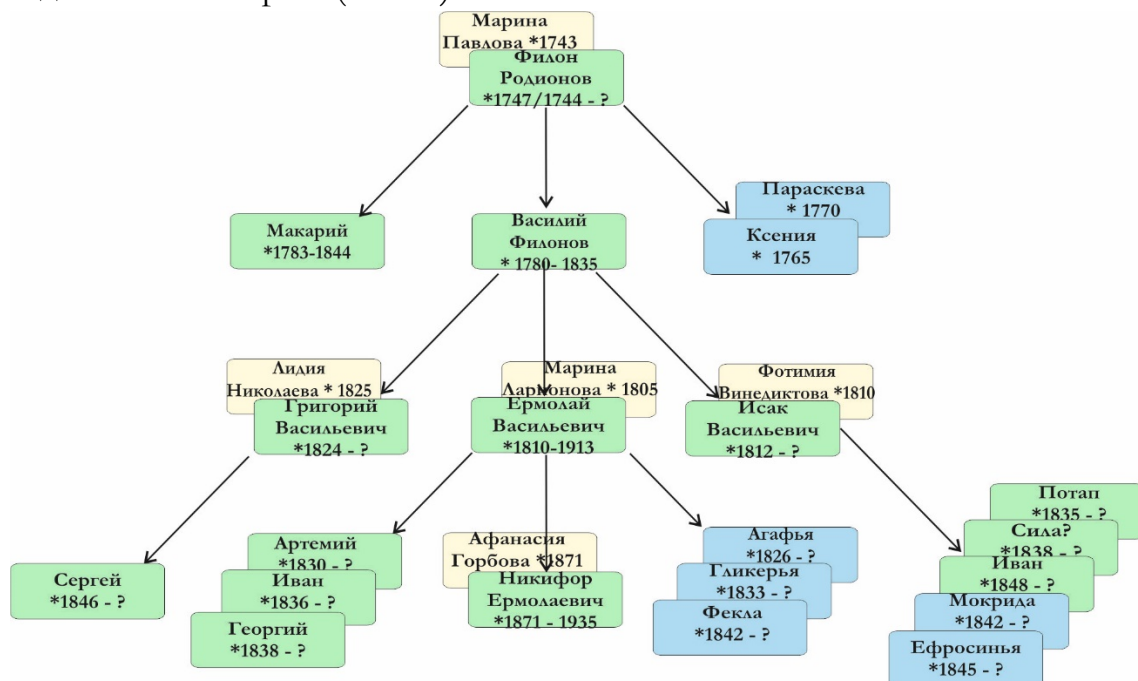 Марина
Павлова *1743
Филон
Родионов
*1747/1744 - ?
Макарий
*1783-1844
Василий
Филонов
* 1780- 1835
Параскева
* 1770
Ксения
* 1765
Лидия
Николаева * 1825
Григорий
Васильевич
*1824 - ?
Марина
Ларионова * 1805
Ермолай
Васильевич
*1810-1913
Фотимия
Винедиктова *1810
Исак
Васильевич
*1812 - ?
Сергей
*1846 - ?
Артемий
*1830 - ?
Иван
*1836 - ?
Георгий
*1838 - ?
Афанасия
Горбова *1871
Никифор
Ермолаевич
*1871 - 1935
Агафья
*1826 - ?
Гликерья
*1833 - ?
Фекла
*1842 - ?
Потап
*1835 - ?
Сила?
*1838 - ?
Иван
*1848 - ?
Мокрида
*1842 - ?
Ефросинья
*1845 - ?